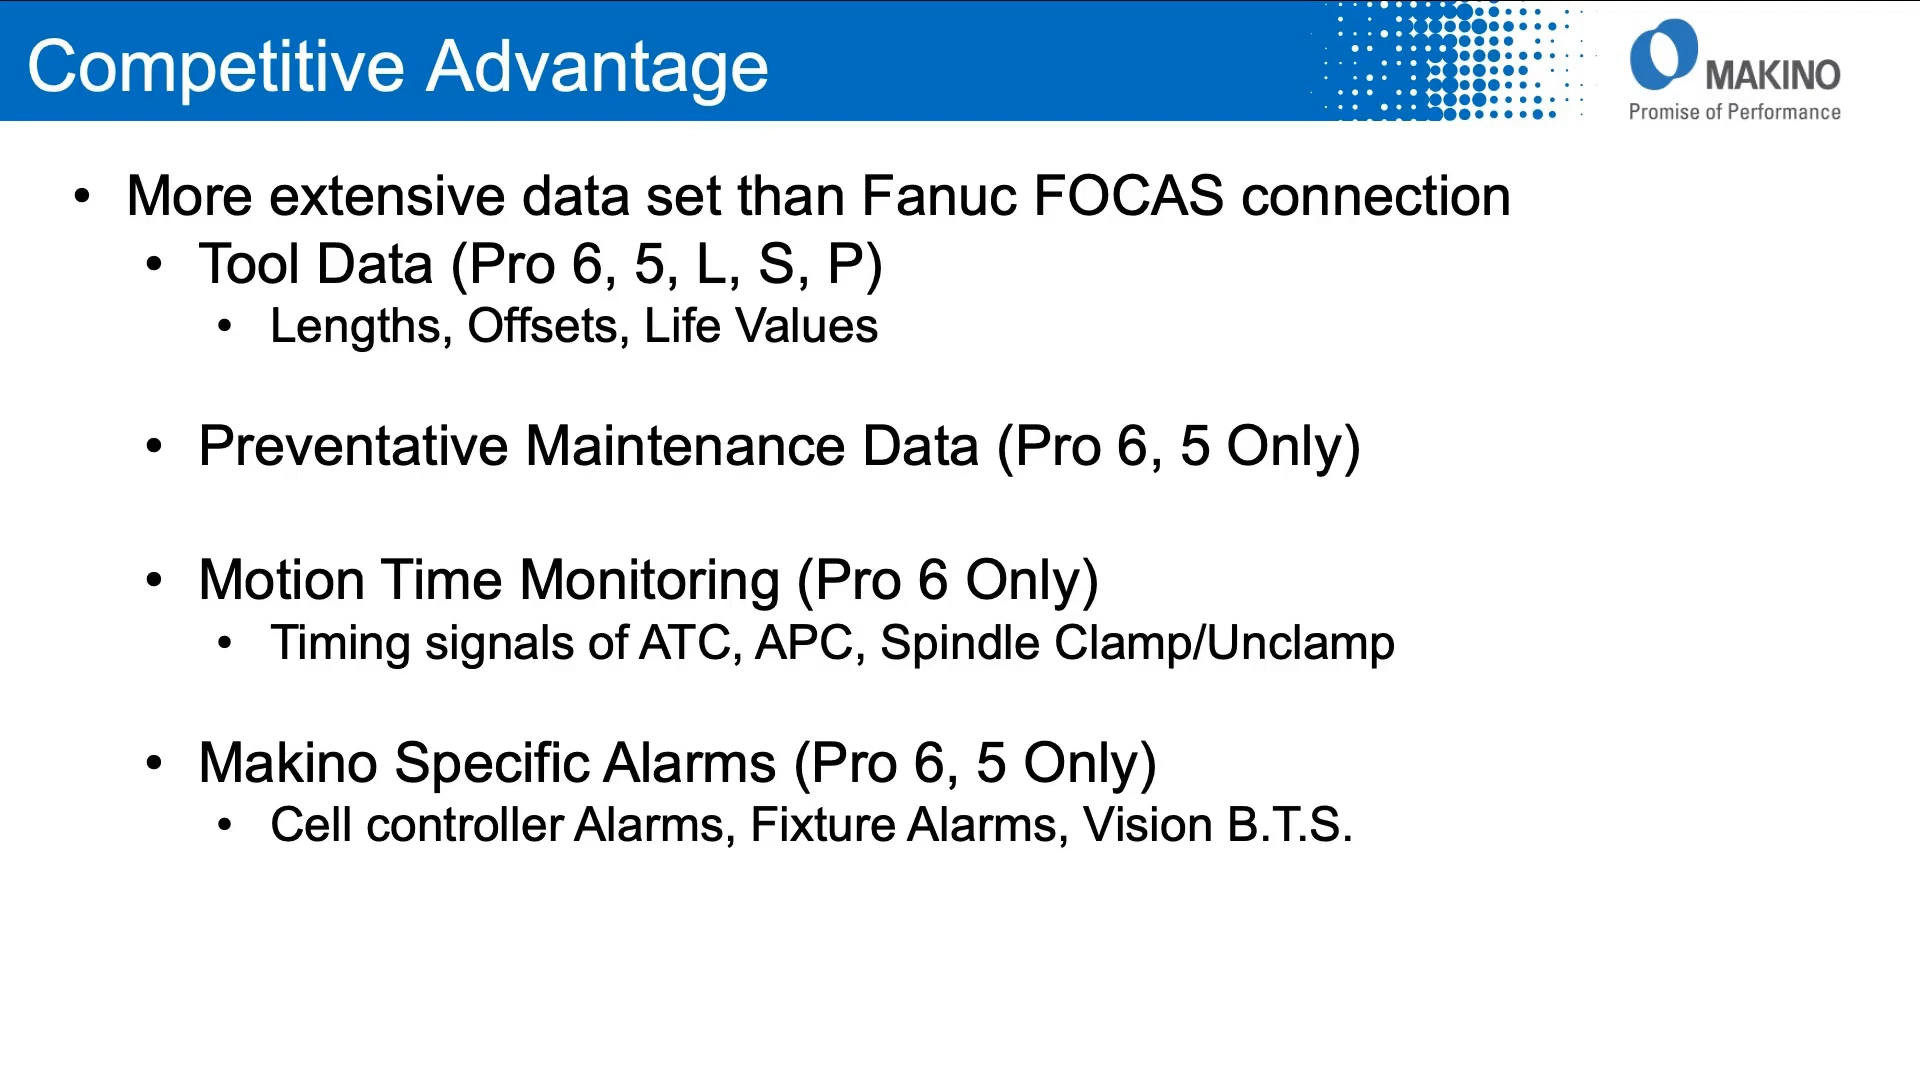 Competitive Advantage
MAKINO
Promise of Performance
• More extensive data set than Fanuc FOCAS connection
• Tool Data (Pro 6, 5, L, S, P)
• Lengths, Offsets, Life Values
• Preventative Maintenance Data (Pro 6, 5 Only)
• Motion Time Monitoring (Pro 6 Only)
• Timing signals of ATC, APC, Spindle Clamp/Unclamp
• Makino Specific Alarms (Pro 6, 5 Only)
• Cell controller Alarms, Fixture Alarms, Vision B.T.S.